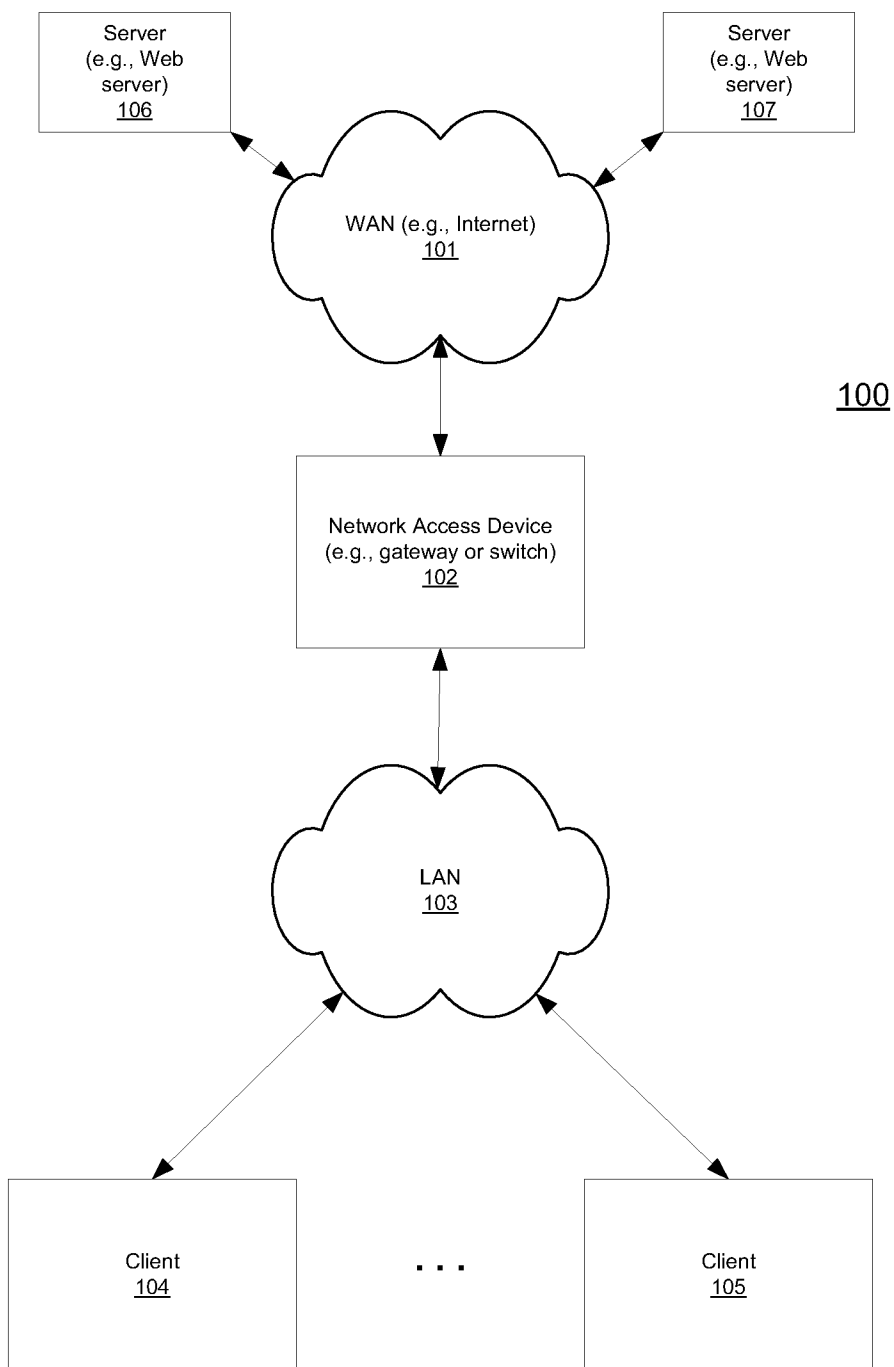 Server
(e.g., Web
server)
106
Server
(e.g., Web
server)
107
WAN (e.g., Internet)
101
100
Network Access Device
(e.g., gateway or switch)
102
LAN
103
Client
104
. . .
Client
105